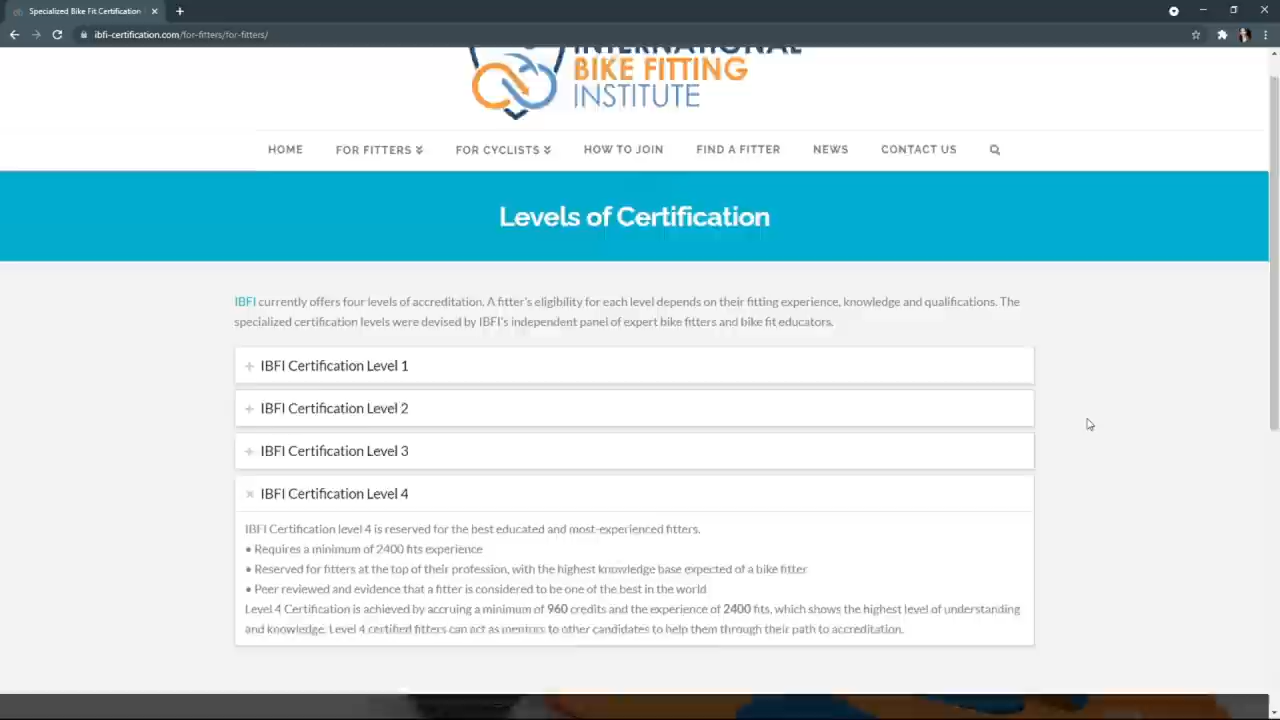 Specialized Bike Fit Certification
ibfi-certification.com/for-fitters/for-fitters/
INTERNATIONAL
BIKE FITTING
INSTITUTE
HOME FOR FITTERS FOR CYCLISTS HOW TO JOIN FIND A FITTER NEWS CONTACT US
Levels of Certification
IBFI currently offers four levels of accreditation. A fitter's eligibility for each level depends on their fitting experience, knowledge and qualifications. The
specialized certification levels were devised by IBFI's independent panel of expert bike fitters and bike fit educators.
IBFI Certification Level 1
IBFI Certification Level 2
IBFI Certification Level 3
IBFI Certification Level 4
IBFI Certification level 4 is reserved for the best educated and most-experienced fitters.
• Requires a minimum of 2400 fits experience
• Reserved for fitters at the top of their profession, with the highest knowledge base expected of a bike fitter
• Peer reviewed and evidence that a fitter is considered to be one of the best in the world
Level 4 Certification is achieved by accruing a minimum of 960 credits and the experience of 2400 fits, which shows the highest level of understanding
and knowledge. Level 4 certified fitters can act as mentors to other candidates to help them through their path to accreditation.